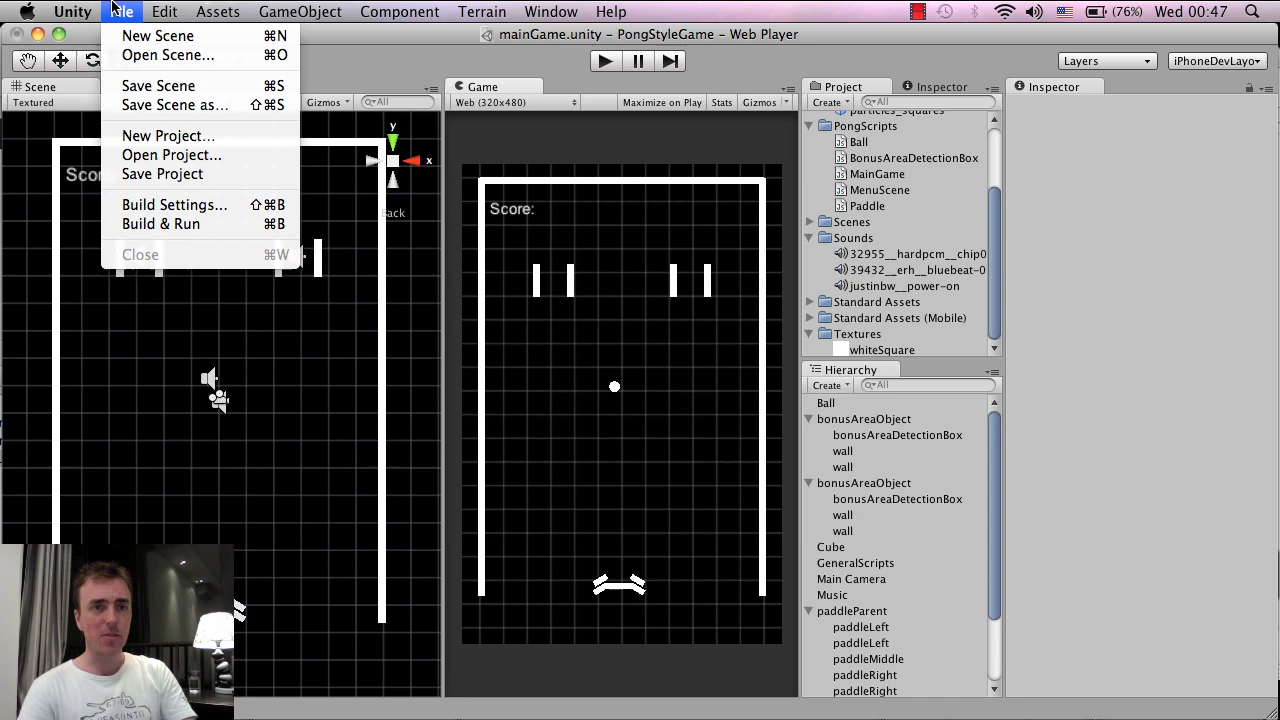 Unity File Edit Assets GameObject Component Terrain Window Help (76%) Wed 00:47
mainGame.unity - PongStyleGame - Web Player
New Scene ⌘N
Open Scene... ⌘O
Save Scene ⌘S
Save Scene as... ⇧⌘S
New Project...
Open Project...
Save Project
Build Settings... ⇧⌘B
Build & Run ⌘B
Close ⌘W
Layers
iPhoneDevLayo
Scene
Textured
Gizmos
All
y
x
Back
Game
Web (320x480)
Maximize on Play
Stats
Gizmos
Score:
Project
Inspector
Create
All
PongScripts
Ball
BonusAreaDetectionBox
MainGame
MenuScene
Paddle
Scenes
Sounds
32955__hardpcm__chip0
39432__erh__bluebeat-0
justinbw__power-on
Standard Assets
Standard Assets (Mobile)
Textures
whiteSquare
Hierarchy
Create
All
Ball
bonusAreaObject
bonusAreaDetectionBox
wall
wall
bonusAreaObject
bonusAreaDetectionBox
wall
wall
Cube
GeneralScripts
Main Camera
Music
paddleParent
paddleLeft
paddleLeft
paddleMiddle
paddleRight
paddleRight
Inspector